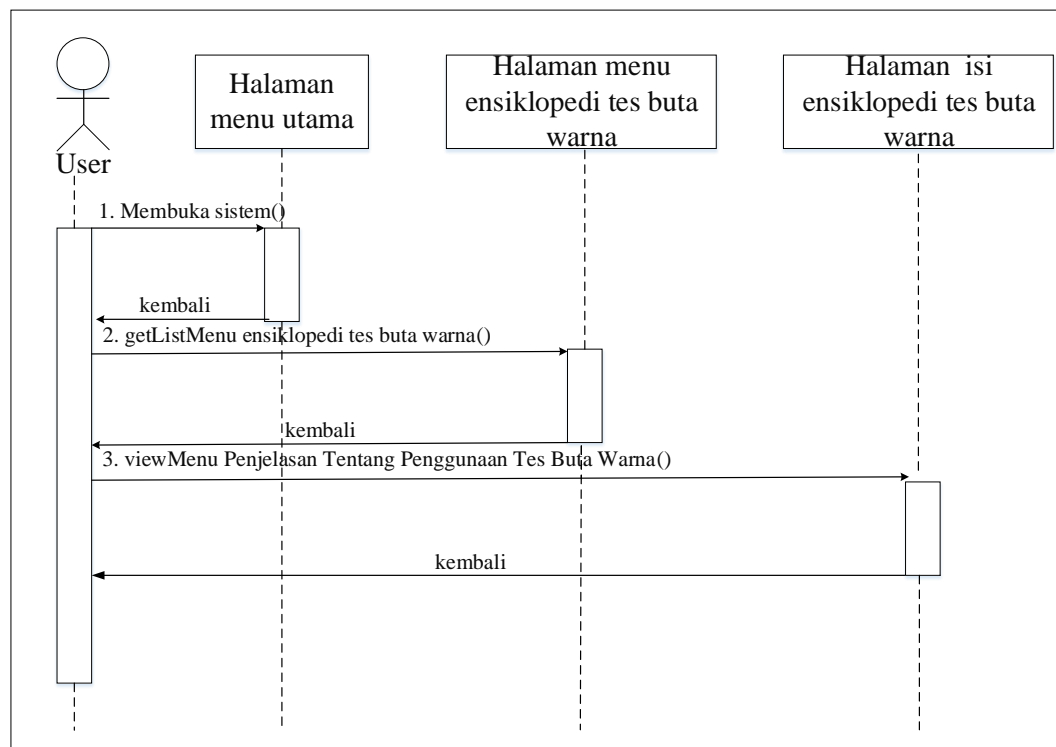 User
Halaman
menu utama
Halaman menu
ensiklopedi tes buta
warna
Halaman isi
ensiklopedi tes buta
warna
1. Membuka sistem()
kembali
2. getListMenu ensiklopedi tes buta warna()
kembali
3. viewMenu Penjelasan Tentang Penggunaan Tes Buta Warna()
kembali